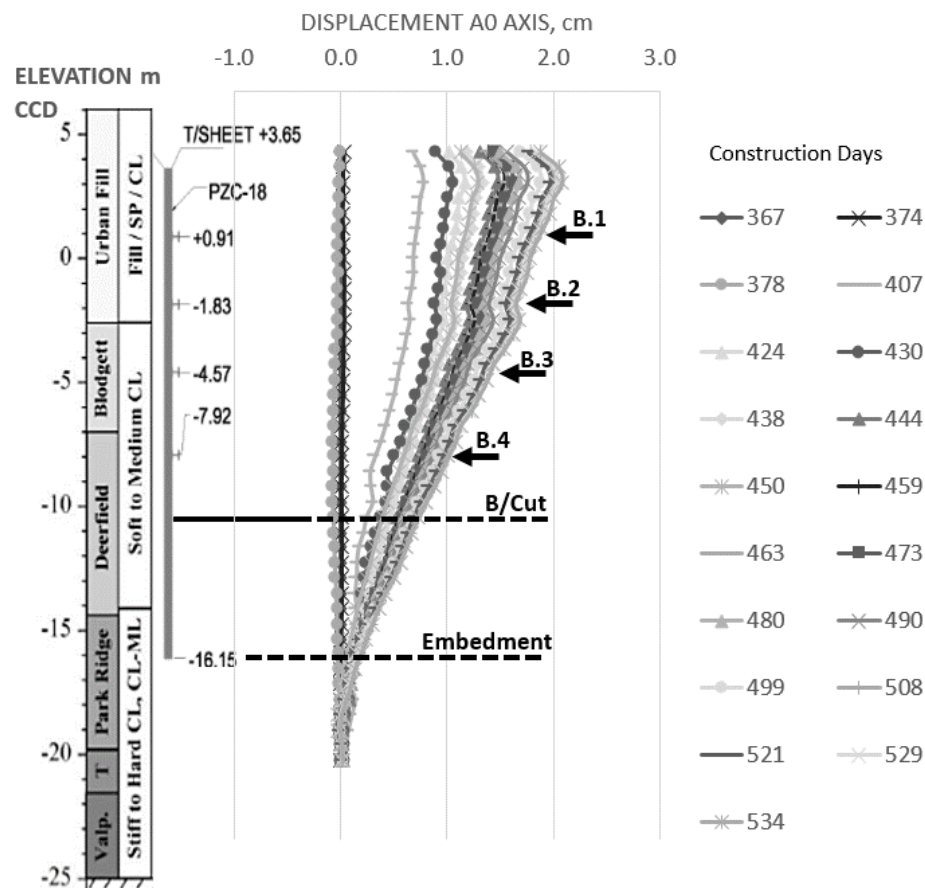 DISPLACEMENT A0 AXIS, cm
-1.0 0.0 1.0 2.0 3.0
ELEVATION m
CCD
5
0
-5
-10
-15
-20
-25
Urban Fill
Blodgett
Deerfield
Park Ridge
T
Valp.
Fill / SP / CL
Soft to Medium CL
Stiff to Hard CL, CL-ML
T/SHEET +3.65
PZC-18
+0.91
-1.83
-4.57
-7.92
-16.15
B.1
B.2
B.3
B.4
B/Cut
Embedment
Construction Days
367 374
378 407
424 430
438 444
450 459
463 473
480 490
499 508
521 529
534